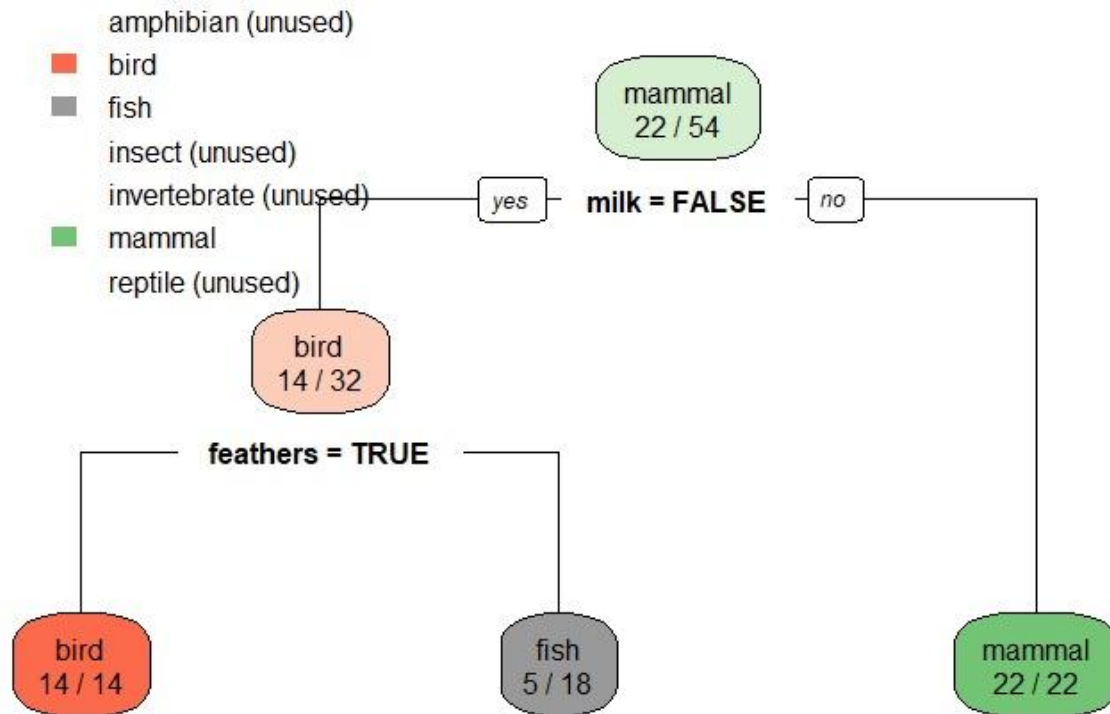 amphibian (unused)
bird
fish
insect (unused)
invertebrate (unused)
mammal
reptile (unused)
mammal
22 / 54
yes
milk = FALSE
no
bird
14 / 32
feathers = TRUE
bird
14 / 14
fish
5 / 18
mammal
22 / 22